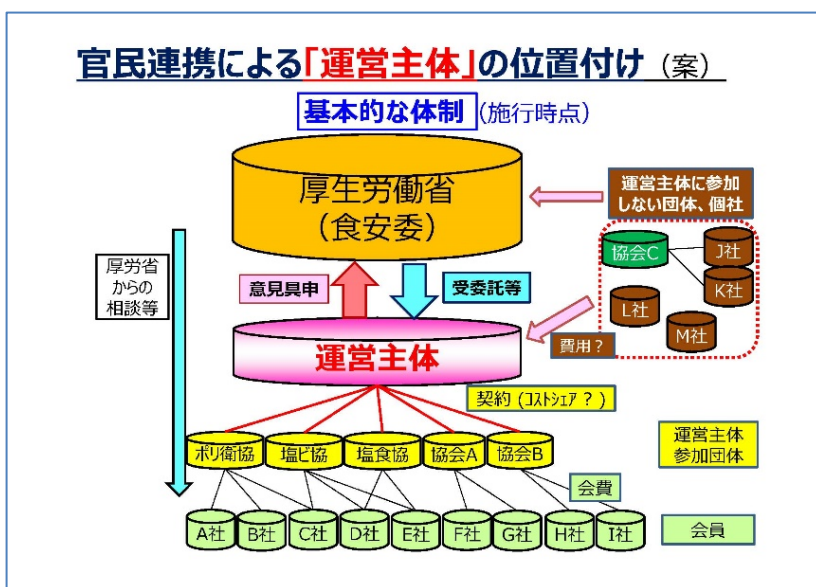 官民連携による「運営主体」の位置付け（案）
基本的な体制(施行時点)
厚生労働省
（食安委）
運営主体に参加
しない団体、個社
協会C
J社
K社
L社
M社
厚労省
からの
相談等
意見具申
受委託等
費用？
運営主体
契約 (ｺｽﾄｼｪｱ？)
ポリ衛協
塩ビ協
塩食協
協会A
協会B
運営主体
参加団体
会費
A社
B社
C社
D社
E社
F社
G社
H社
I社
会員